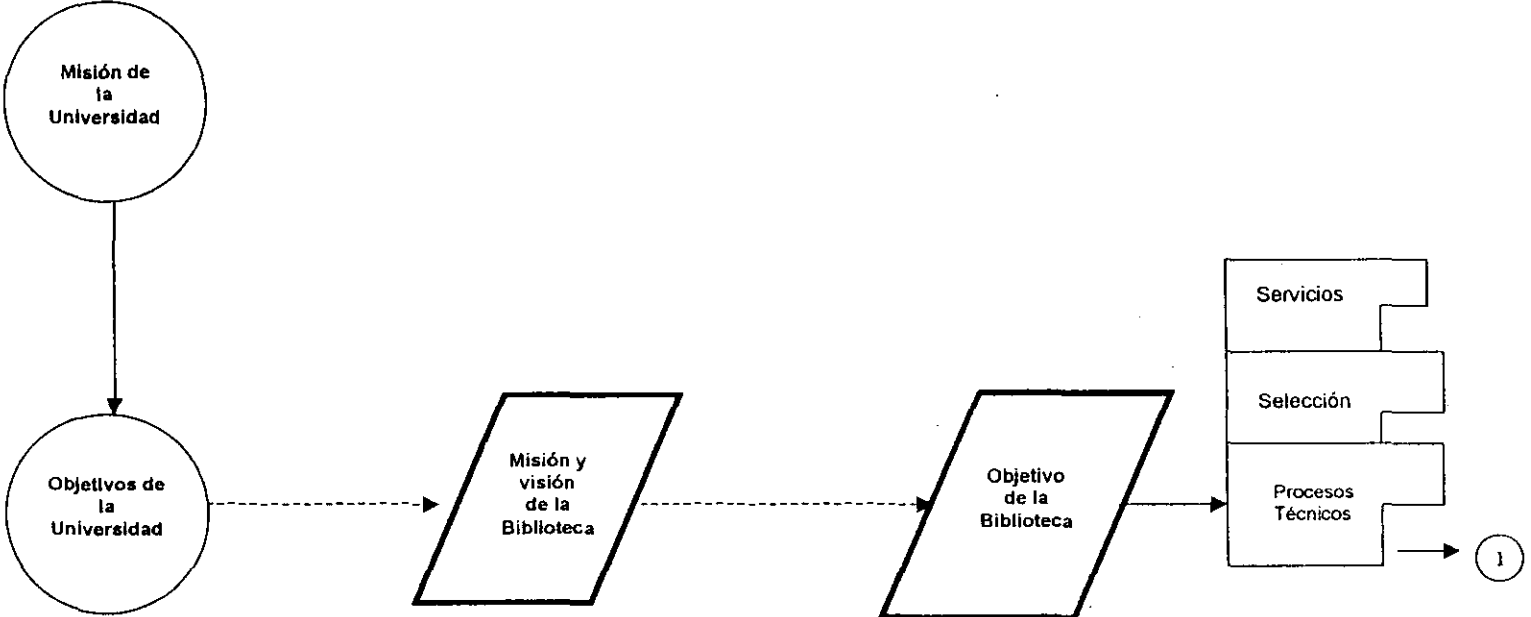 Misión de
la
Universidad
Objetivos de
la
Universidad
Misión y
visión
de la
Biblioteca
Objetivo
de la
Biblioteca
Servicios
Selección
Procesos
Técnicos
1